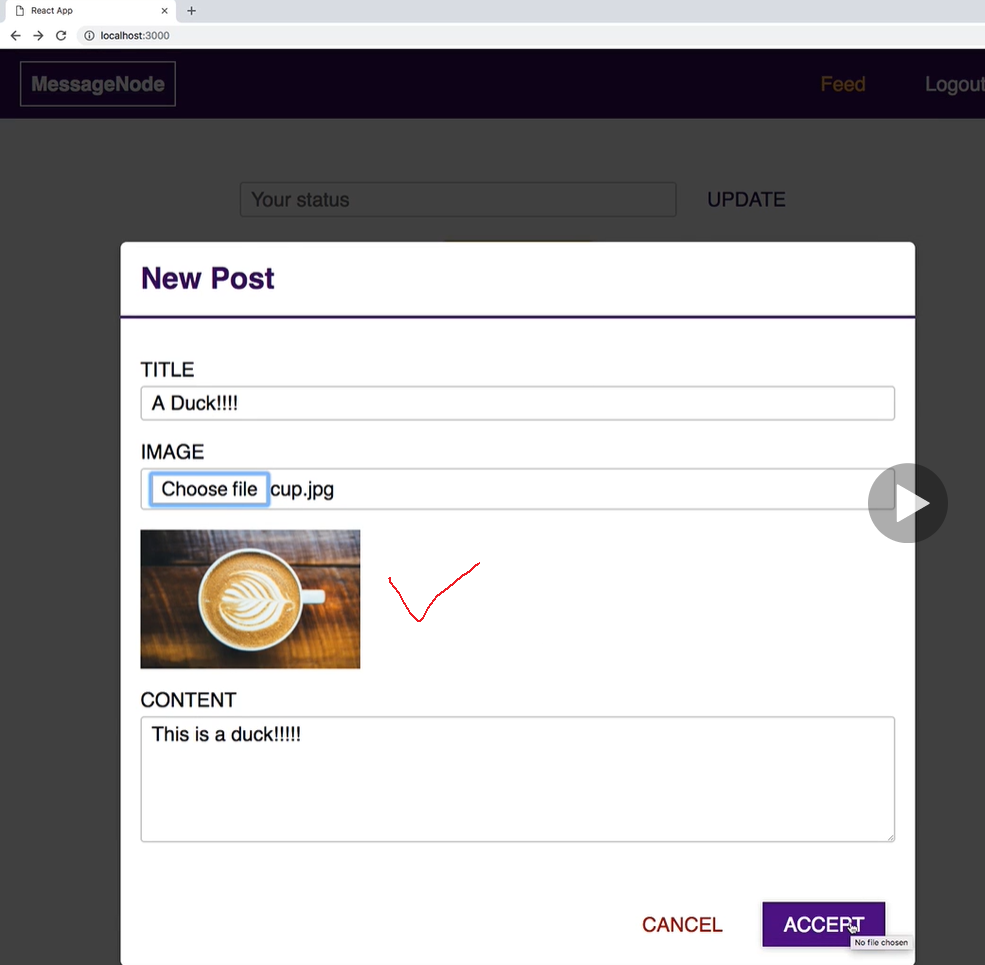 React App
localhost:3000
MessageNode Feed Logout
Your status UPDATE
New Post
TITLE
A Duck!!!!
IMAGE
Choose file cup.jpg
CONTENT
This is a duck!!!!!
CANCEL ACCEPT
No file chosen